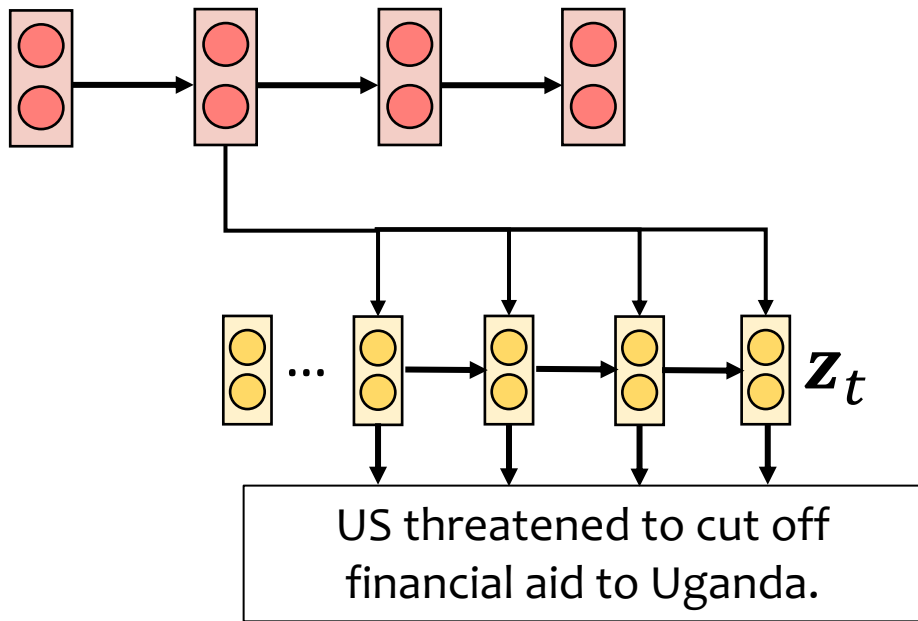 ... z_t
US threatened to cut off
financial aid to Uganda.